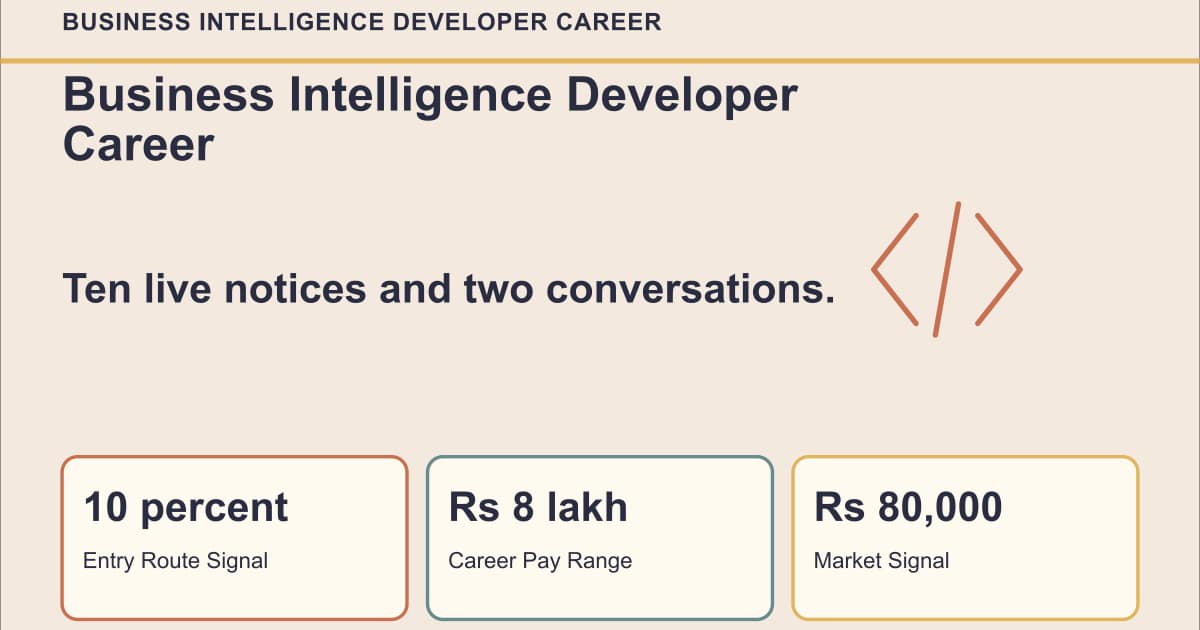 BUSINESS INTELLIGENCE DEVELOPER CAREER
Business Intelligence Developer
Career
Ten live notices and two conversations.
10 percent
Entry Route Signal
Rs 8 lakh
Career Pay Range
Rs 80,000
Market Signal